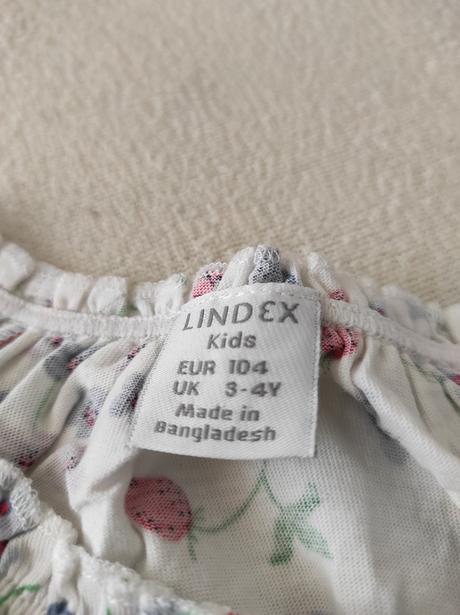 LINDEX
Kids
EUR 104
UK 3-4Y
Made in
Bangladesh